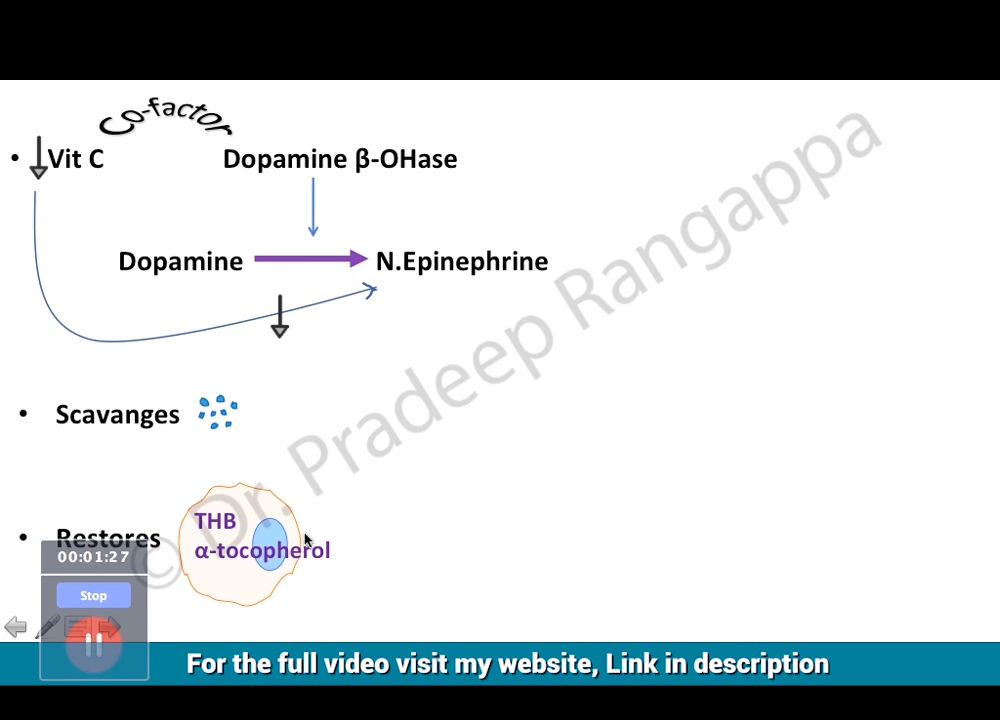 Co-factor
• Vit C Dopamine β-OHase
Dopamine N.Epinephrine
• Scavanges
THB
• Restores
α-tocopherol
00:01:27
Stop
© Dr. Pradeep Rangappa
For the full video visit my website, Link in description